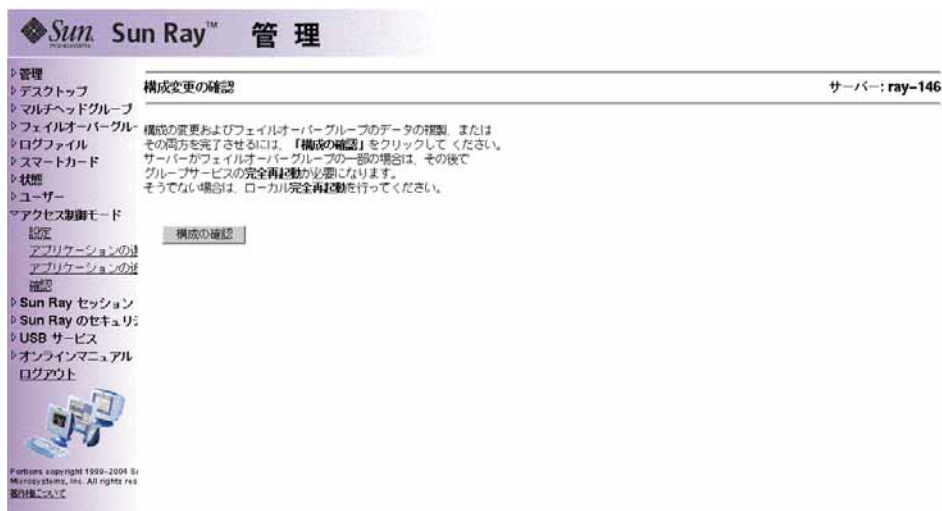 Sun Sun Ray™ 管理
管理
デスクトップ
マルチヘッドグループ
フェイルオーバーグル
ログファイル
スマートカード
状態
ユーザー
アクセス制御モード
設定
アプリケーションの
アプリケーションの
確認
Sun Ray セッション
Sun Ray のセキュリ
USB サービス
オンラインマニュアル
ログアウト
Portions copyright 1999-2004
Microsystems, Inc. All rights
著作権について
構成変更の確認
サーバー: ray-146
構成の変更およびフェイルオーバーグループのデータの複製、または
その両方を完了させるには、「構成の確認」をクリックして ください。
サーバーがフェイルオーバーグループの一部の場合は、その後で
グループサービスの完全再起動が必要になります。
そうでない場合は、ローカル完全再起動を行ってください。
構成の確認